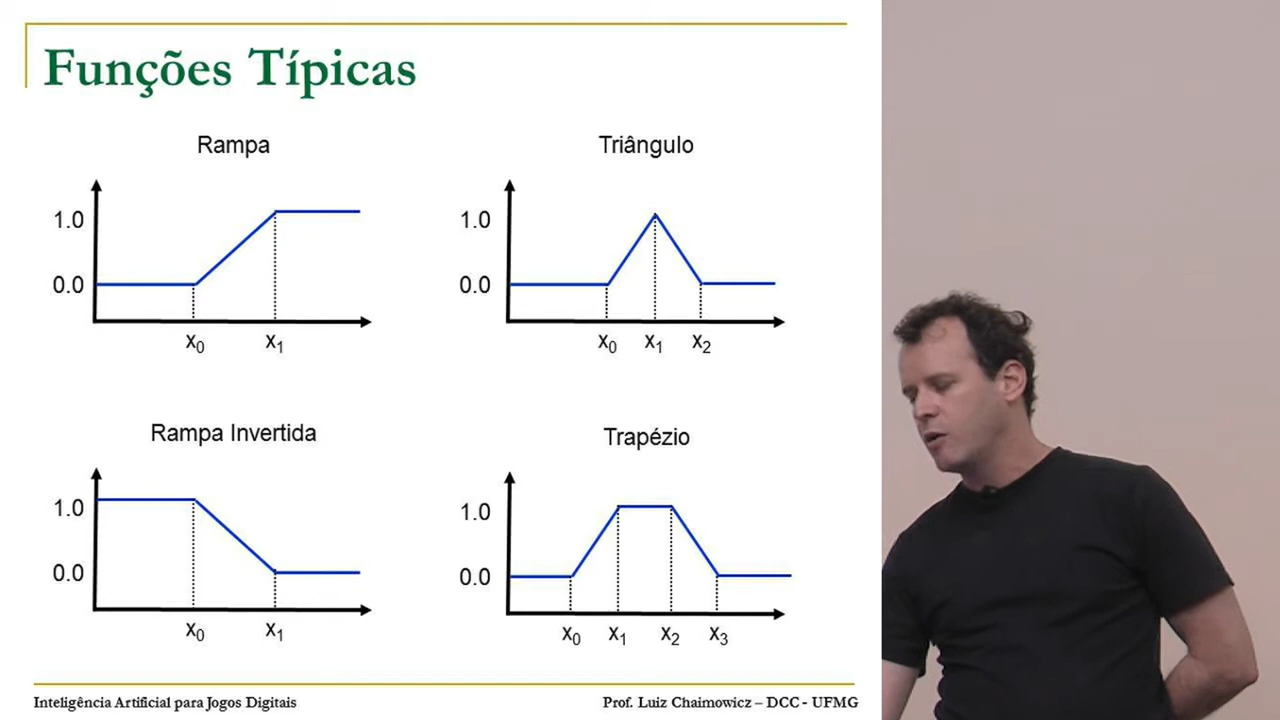 Funções Típicas
Rampa
1.0
0.0
x0 x1
Triângulo
1.0
0.0
x0 x1 x2
Rampa Invertida
1.0
0.0
x0 x1
Trapézio
1.0
0.0
x0 x1 x2 x3
Inteligência Artificial para Jogos Digitais
Prof. Luiz Chaimowicz – DCC - UFMG